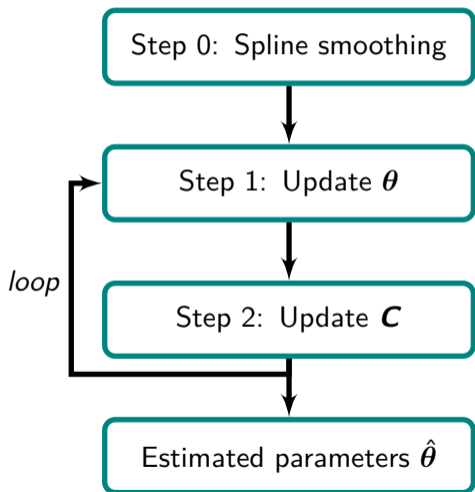 Step 0: Spline smoothing
Step 1: Update θ
loop
Step 2: Update C
Estimated parameters θ̂